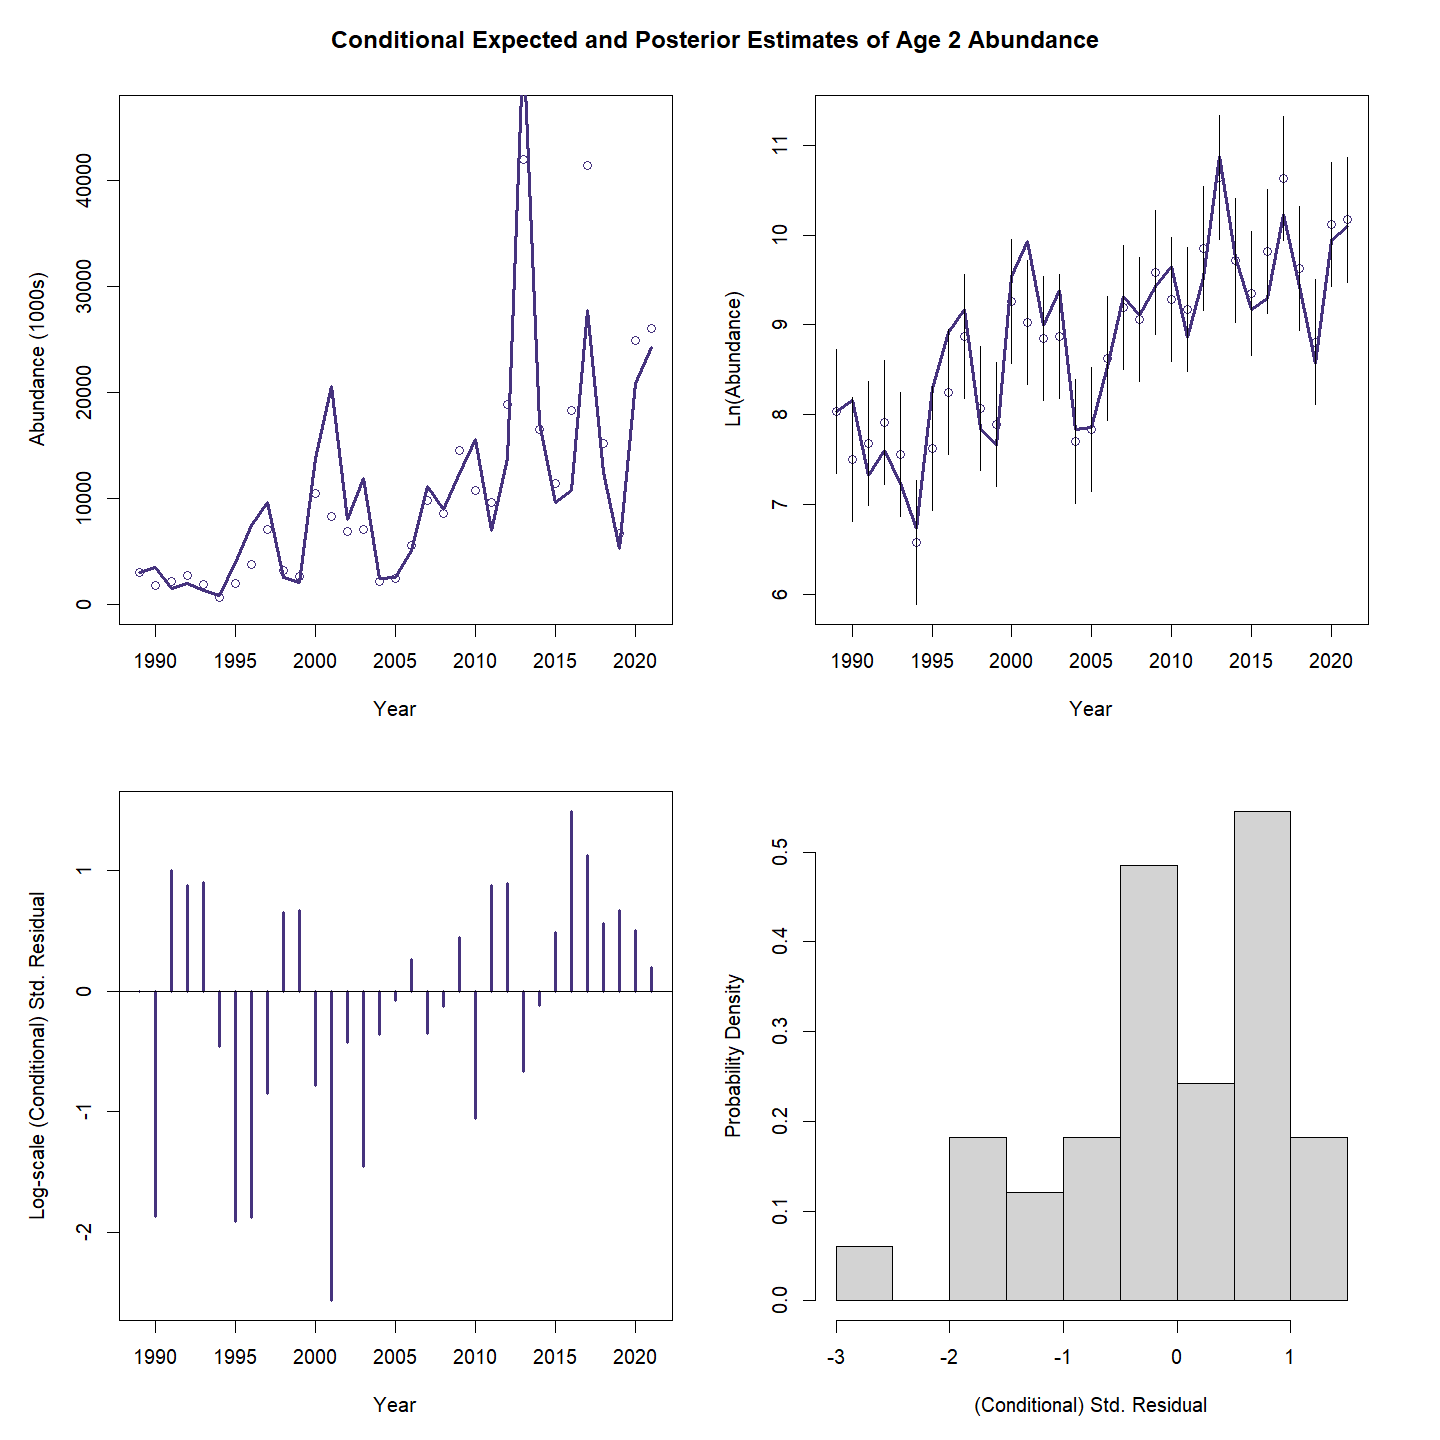 Conditional Expected and Posterior Estimates of Age 2 Abundance
Abundance (1000s)
0
10000
20000
30000
40000
1990 1995 2000 2005 2010 2015 2020
Year
Ln(Abundance)
6
7
8
9
10
11
1990 1995 2000 2005 2010 2015 2020
Year
Log-scale (Conditional) Std. Residual
-2
-1
0
1
1990 1995 2000 2005 2010 2015 2020
Year
Probability Density
0.0
0.1
0.2
0.3
0.4
0.5
-3 -2 -1 0 1
(Conditional) Std. Residual